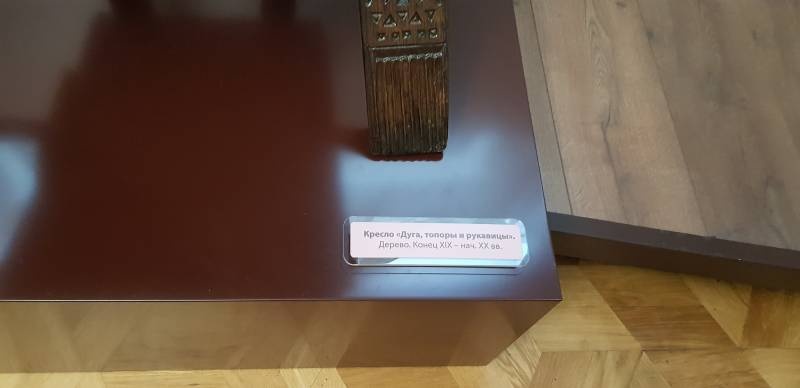 Кресло «Дуга, топоры и рукавицы».
Дерево. Конец XIX – нач. XX вв.